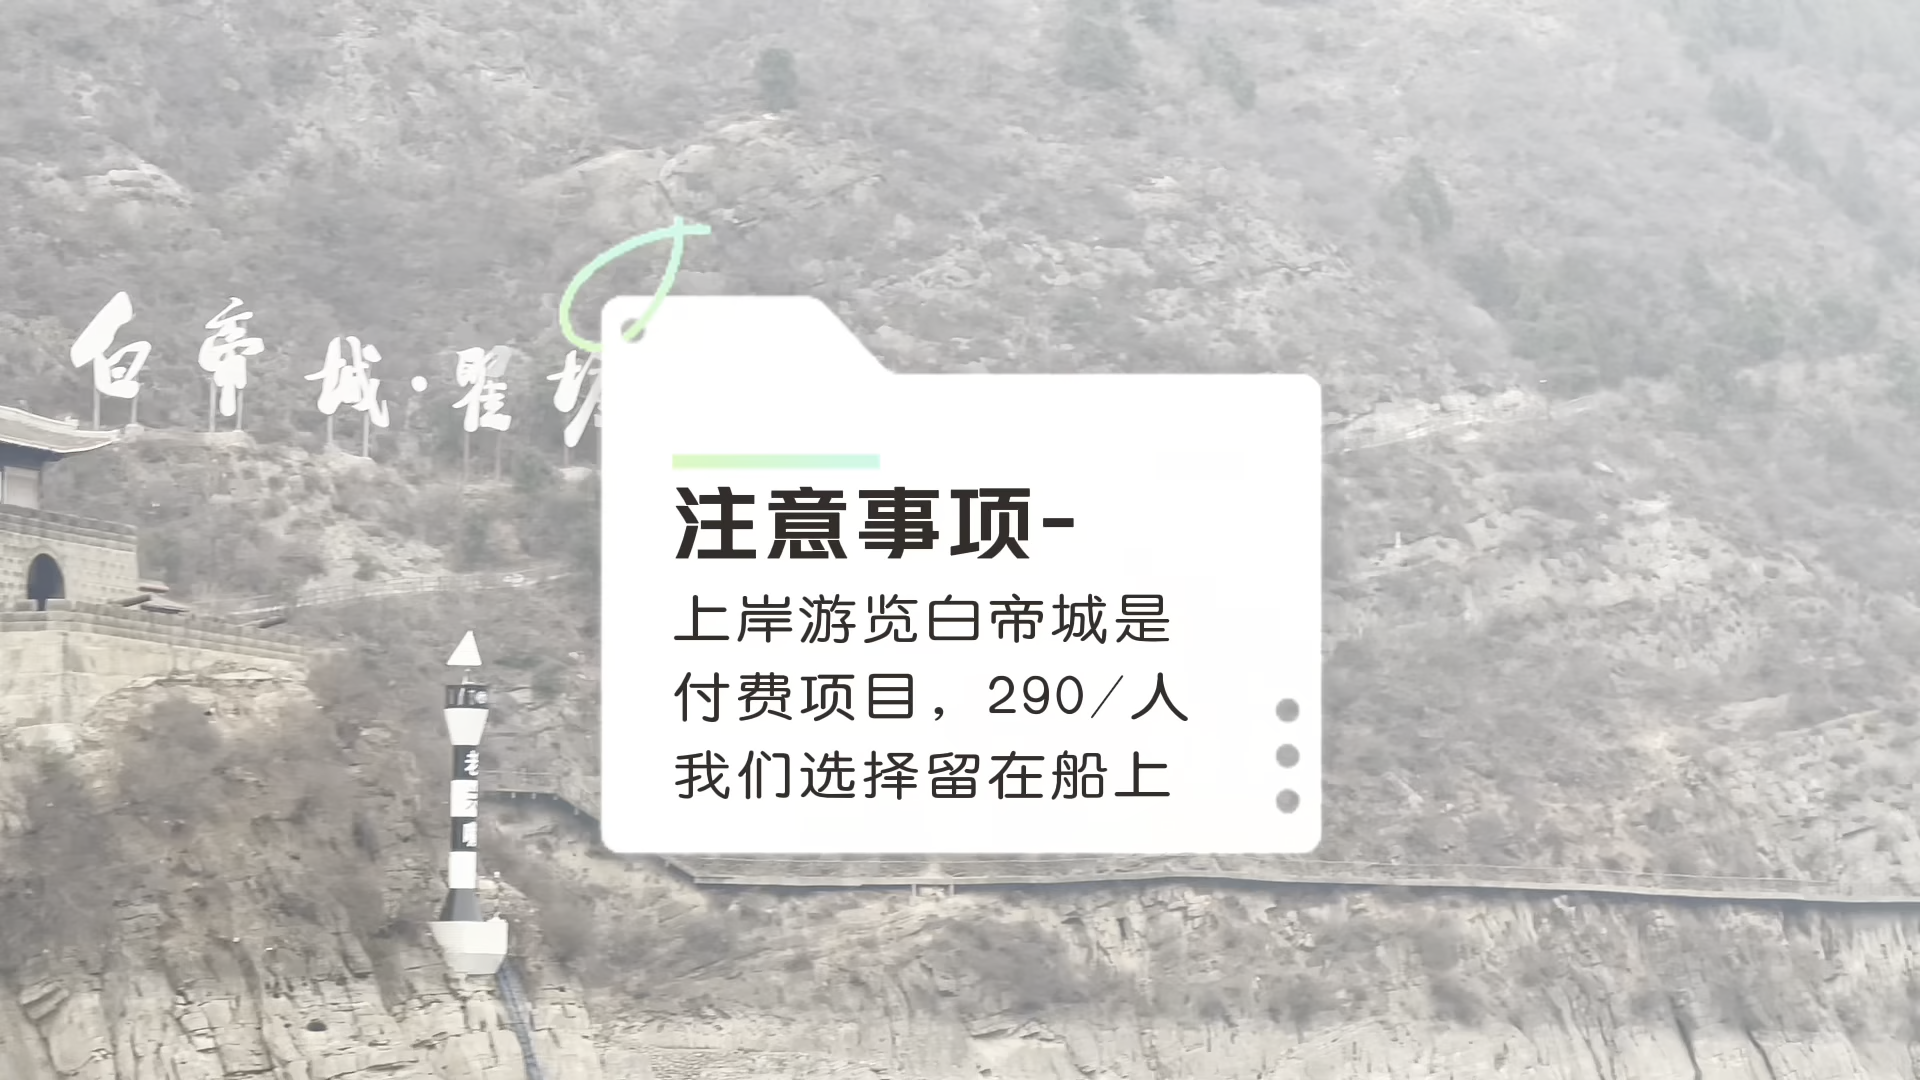 白帝城·瞿塘
注意事项-
上岸游览白帝城是
付费项目，290/人
我们选择留在船上